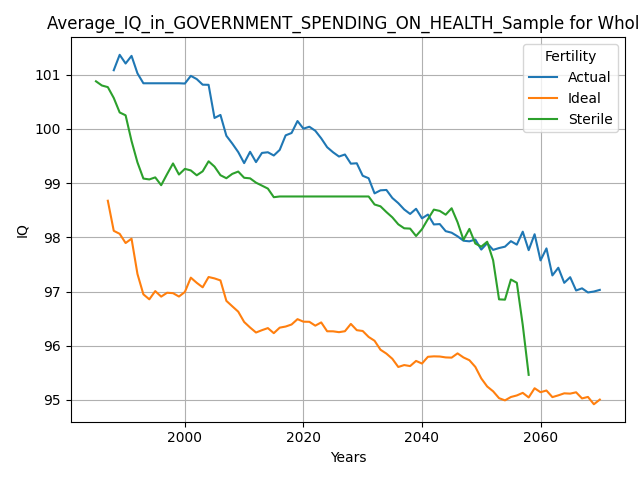 Average_IQ_in_GOVERNMENT_SPENDING_ON_HEALTH_Sample for Whol
Fertility
Actual
Ideal
Sterile
IQ
101
100
99
98
97
96
95
2000
2020
2040
2060
Years